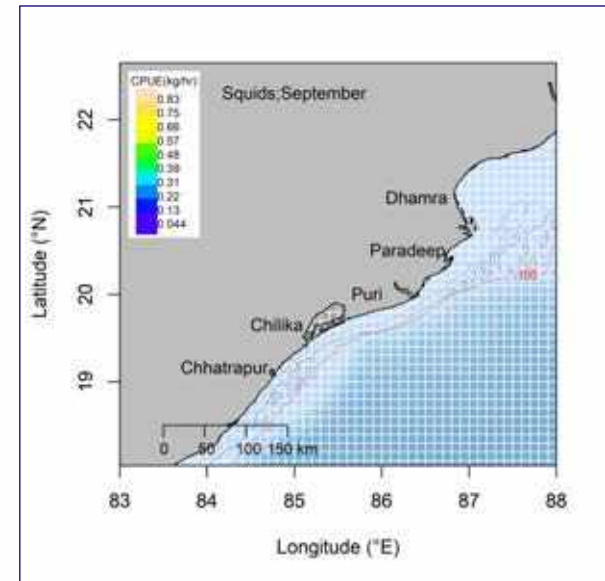 CPUE(kg/hr)
0.83
0.75
0.66
0.57
0.48
0.39
0.31
0.22
0.13
0.044
Squids;September
Dhamra
Paradeep
Puri
Chilika
Chhatrapur
100
0 50 100 150 km
22
21
20
19
Latitude (°N)
83 84 85 86 87 88
Longitude (°E)